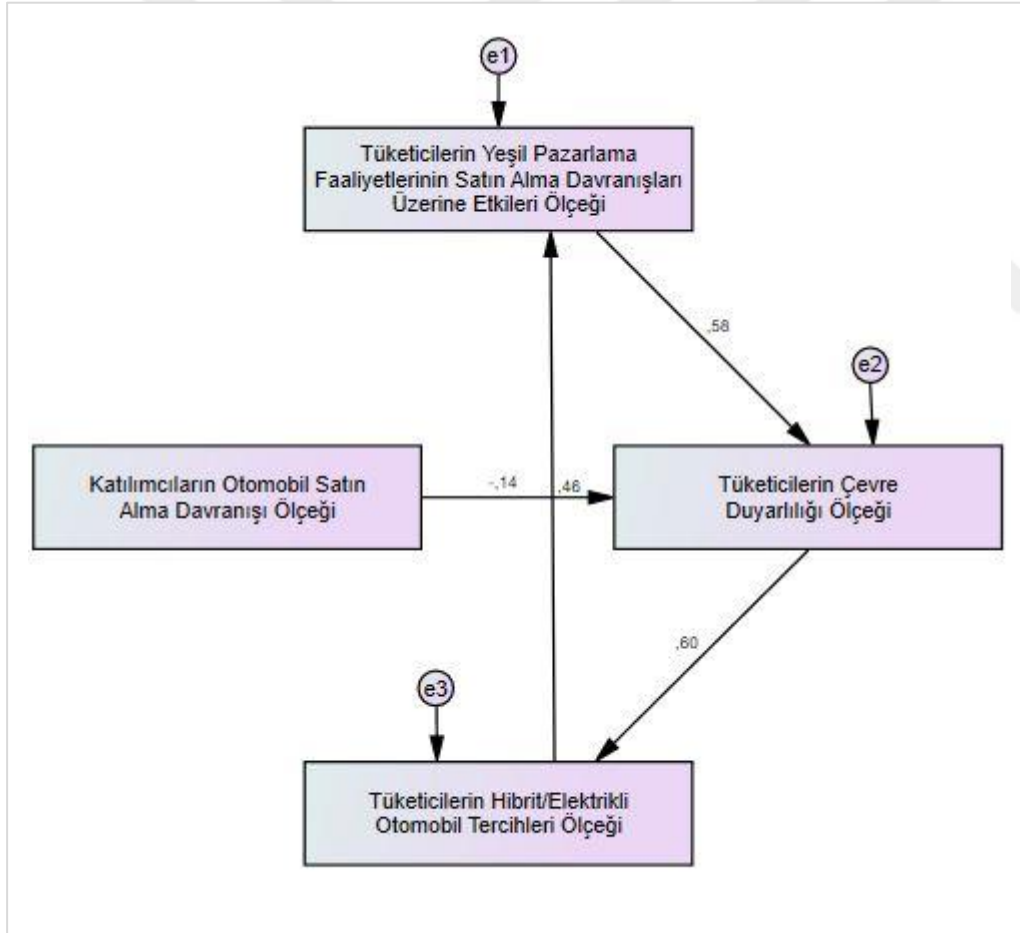 e1
Tüketicilerin Yeşil Pazarlama
Faaliyetlerinin Satın Alma Davranışları
Üzerine Etkileri Ölçeği
,58
e2
Katılımcıların Otomobil Satın
Alma Davranışı Ölçeği
-,14
,46
Tüketicilerin Çevre
Duyarlılığı Ölçeği
,60
e3
Tüketicilerin Hibrit/Elektrikli
Otomobil Tercihleri Ölçeği